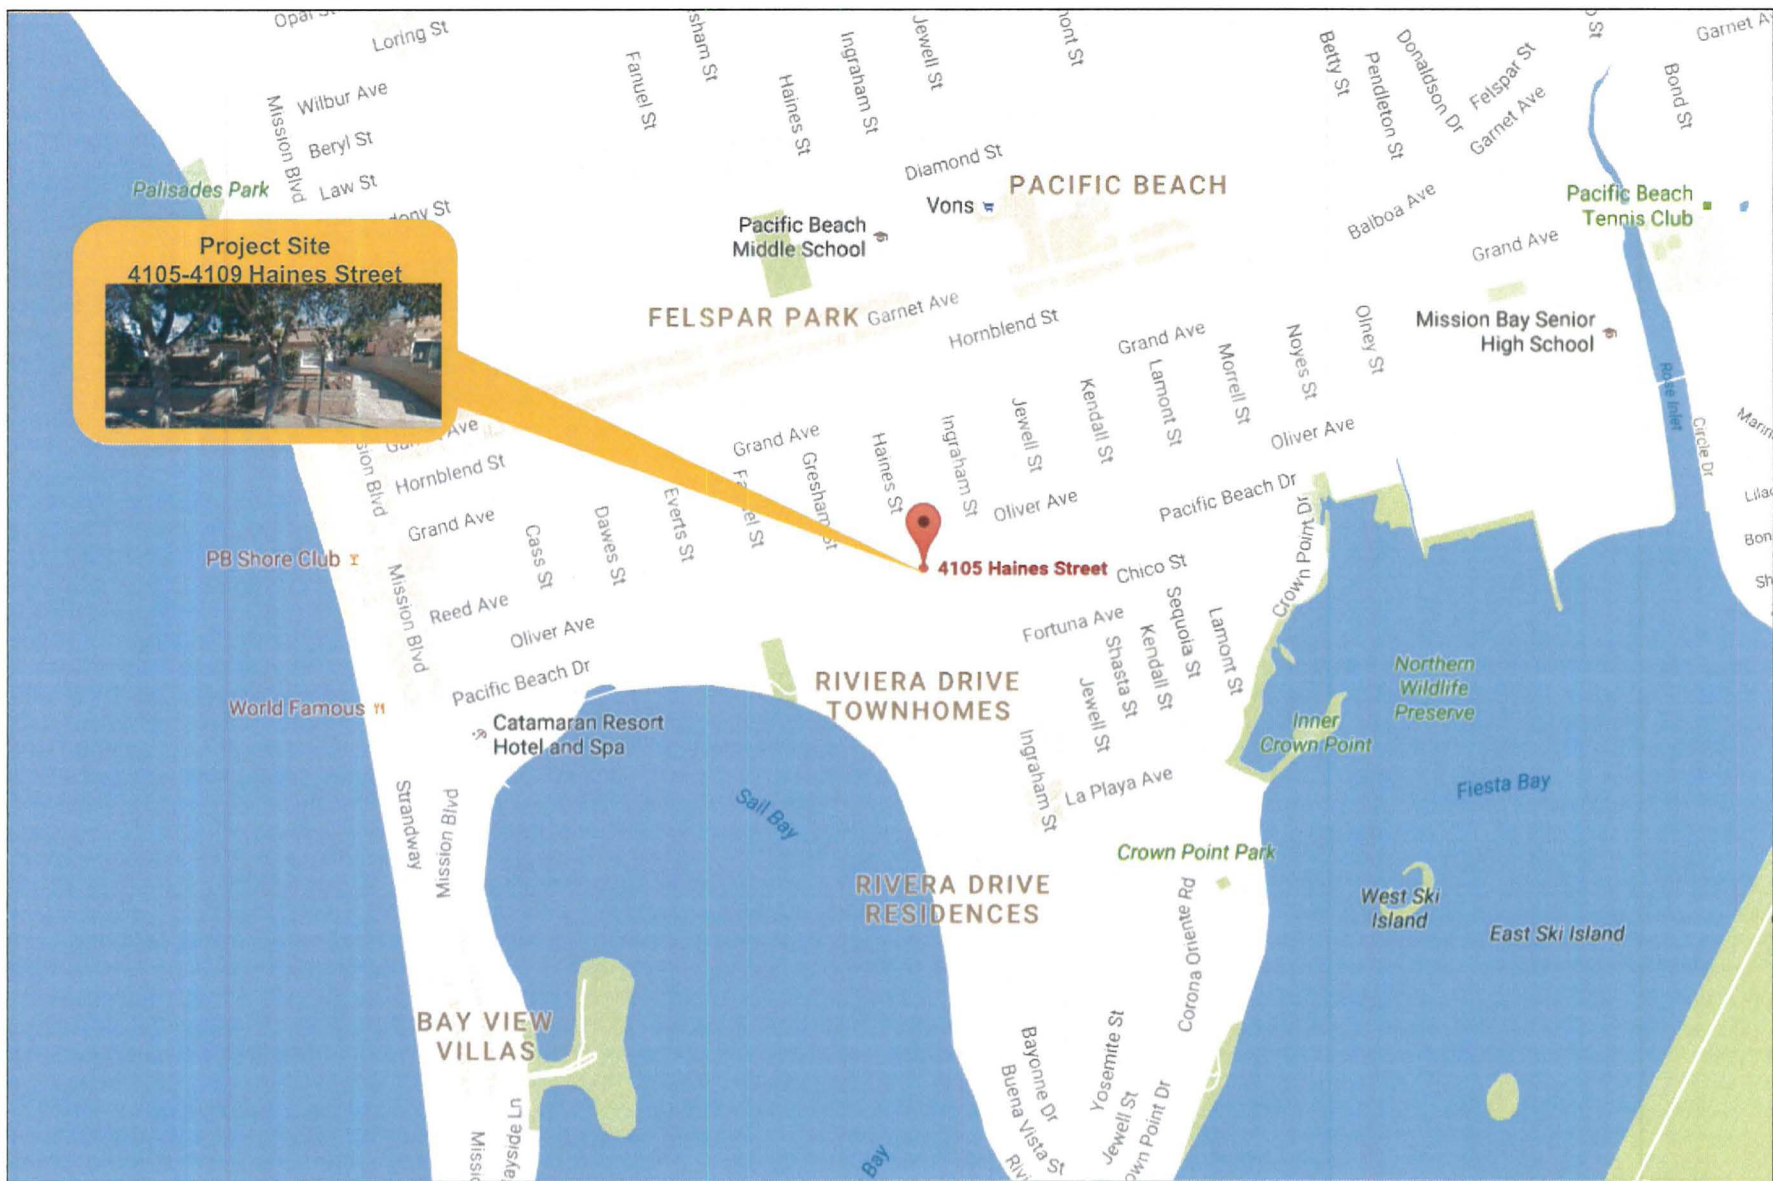 Loring St
Wilbur Ave
Beryl St
Law St
Mission Blvd
Palisades Park
Fanuel St
Haines St
Ingraham St
Jewell St
Diamond St
Vons
PACIFIC BEACH
Pacific Beach
Middle School
Betty St
Pendleton St
Donaldson Dr
Felspar St
Garnet Ave
Bond St
Balboa Ave
Grand Ave
Pacific Beach
Tennis Club
Mission Bay Senior
High School
Project Site
4105-4109 Haines Street
FELSPAR PARK
Garnet Ave
Hornblend St
Grand Ave
Lamont St
Morrell St
Noyes St
Olney St
Kendall St
Jewell St
Ingraham St
Haines St
Grand Ave
Oliver Ave
Oliver Ave
Pacific Beach Dr
Crown Point Dr
Rose Inlet
Circle Dr
Hornblend St
Grand Ave
Cass St
Dawes St
Everts St
PB Shore Club
Mission Blvd
Reed Ave
Oliver Ave
Pacific Beach Dr
4105 Haines Street
Chico St
Fortuna Ave
Sequoia St
Lamont St
Kendall St
Shasta St
Jewell St
Ingraham St
La Playa Ave
RIVIERA DRIVE
TOWNHOMES
World Famous
Catamaran Resort
Hotel and Spa
Northern
Wildlife
Preserve
Inner
Crown Point
Fiesta Bay
Strandway
Mission Blvd
Sail Bay
Crown Point Park
RIVERA DRIVE
RESIDENCES
Corona Oriente Rd
West Ski
Island
East Ski Island
BAY VIEW
VILLAS
Bayonne Dr
Buena Vista St
Yosemite St
Jewell St
Bay